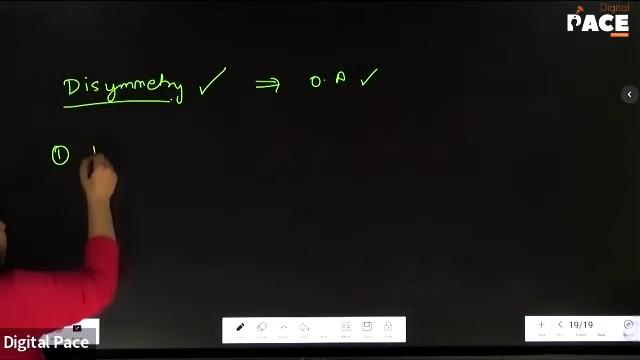 Digital
PACE
Disymmetry ✓ ⇒ O.A ✓
①
19/19
Digital Pace